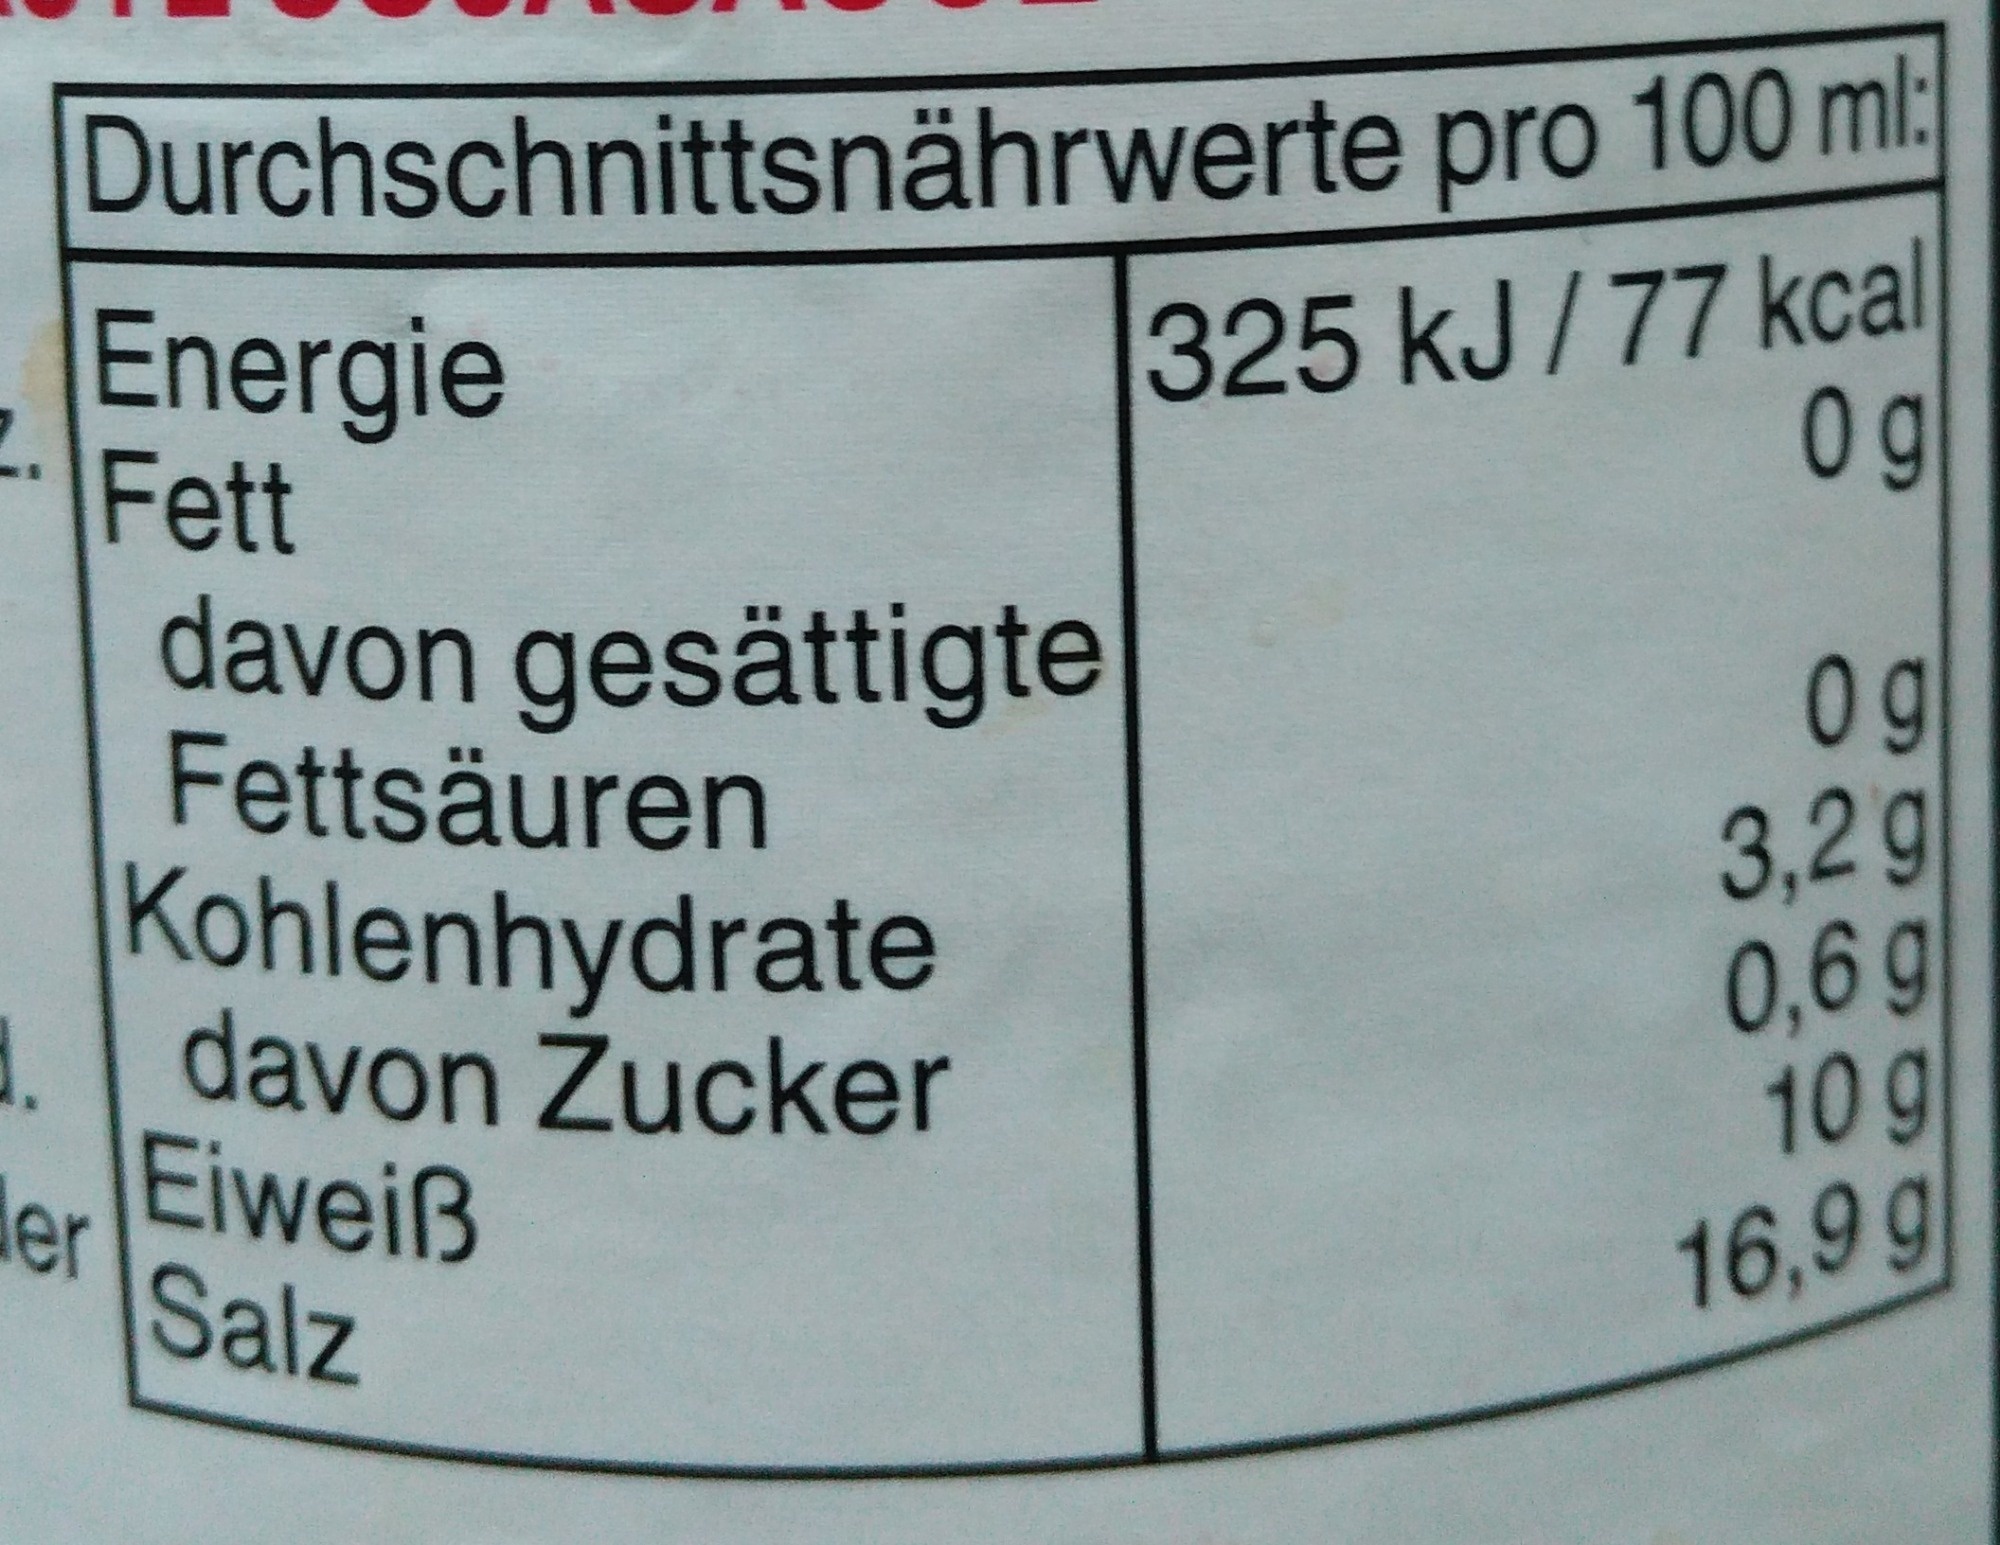 Durchschnittsnährwerte pro 100 ml:
Energie 325 kJ / 77 kcal
Fett 0 g
davon gesättigte
Fettsäuren 0 g
Kohlenhydrate 3,2 g
davon Zucker 0,6 g
Eiweiß 10 g
Salz 16,9 g
z.
d.
der